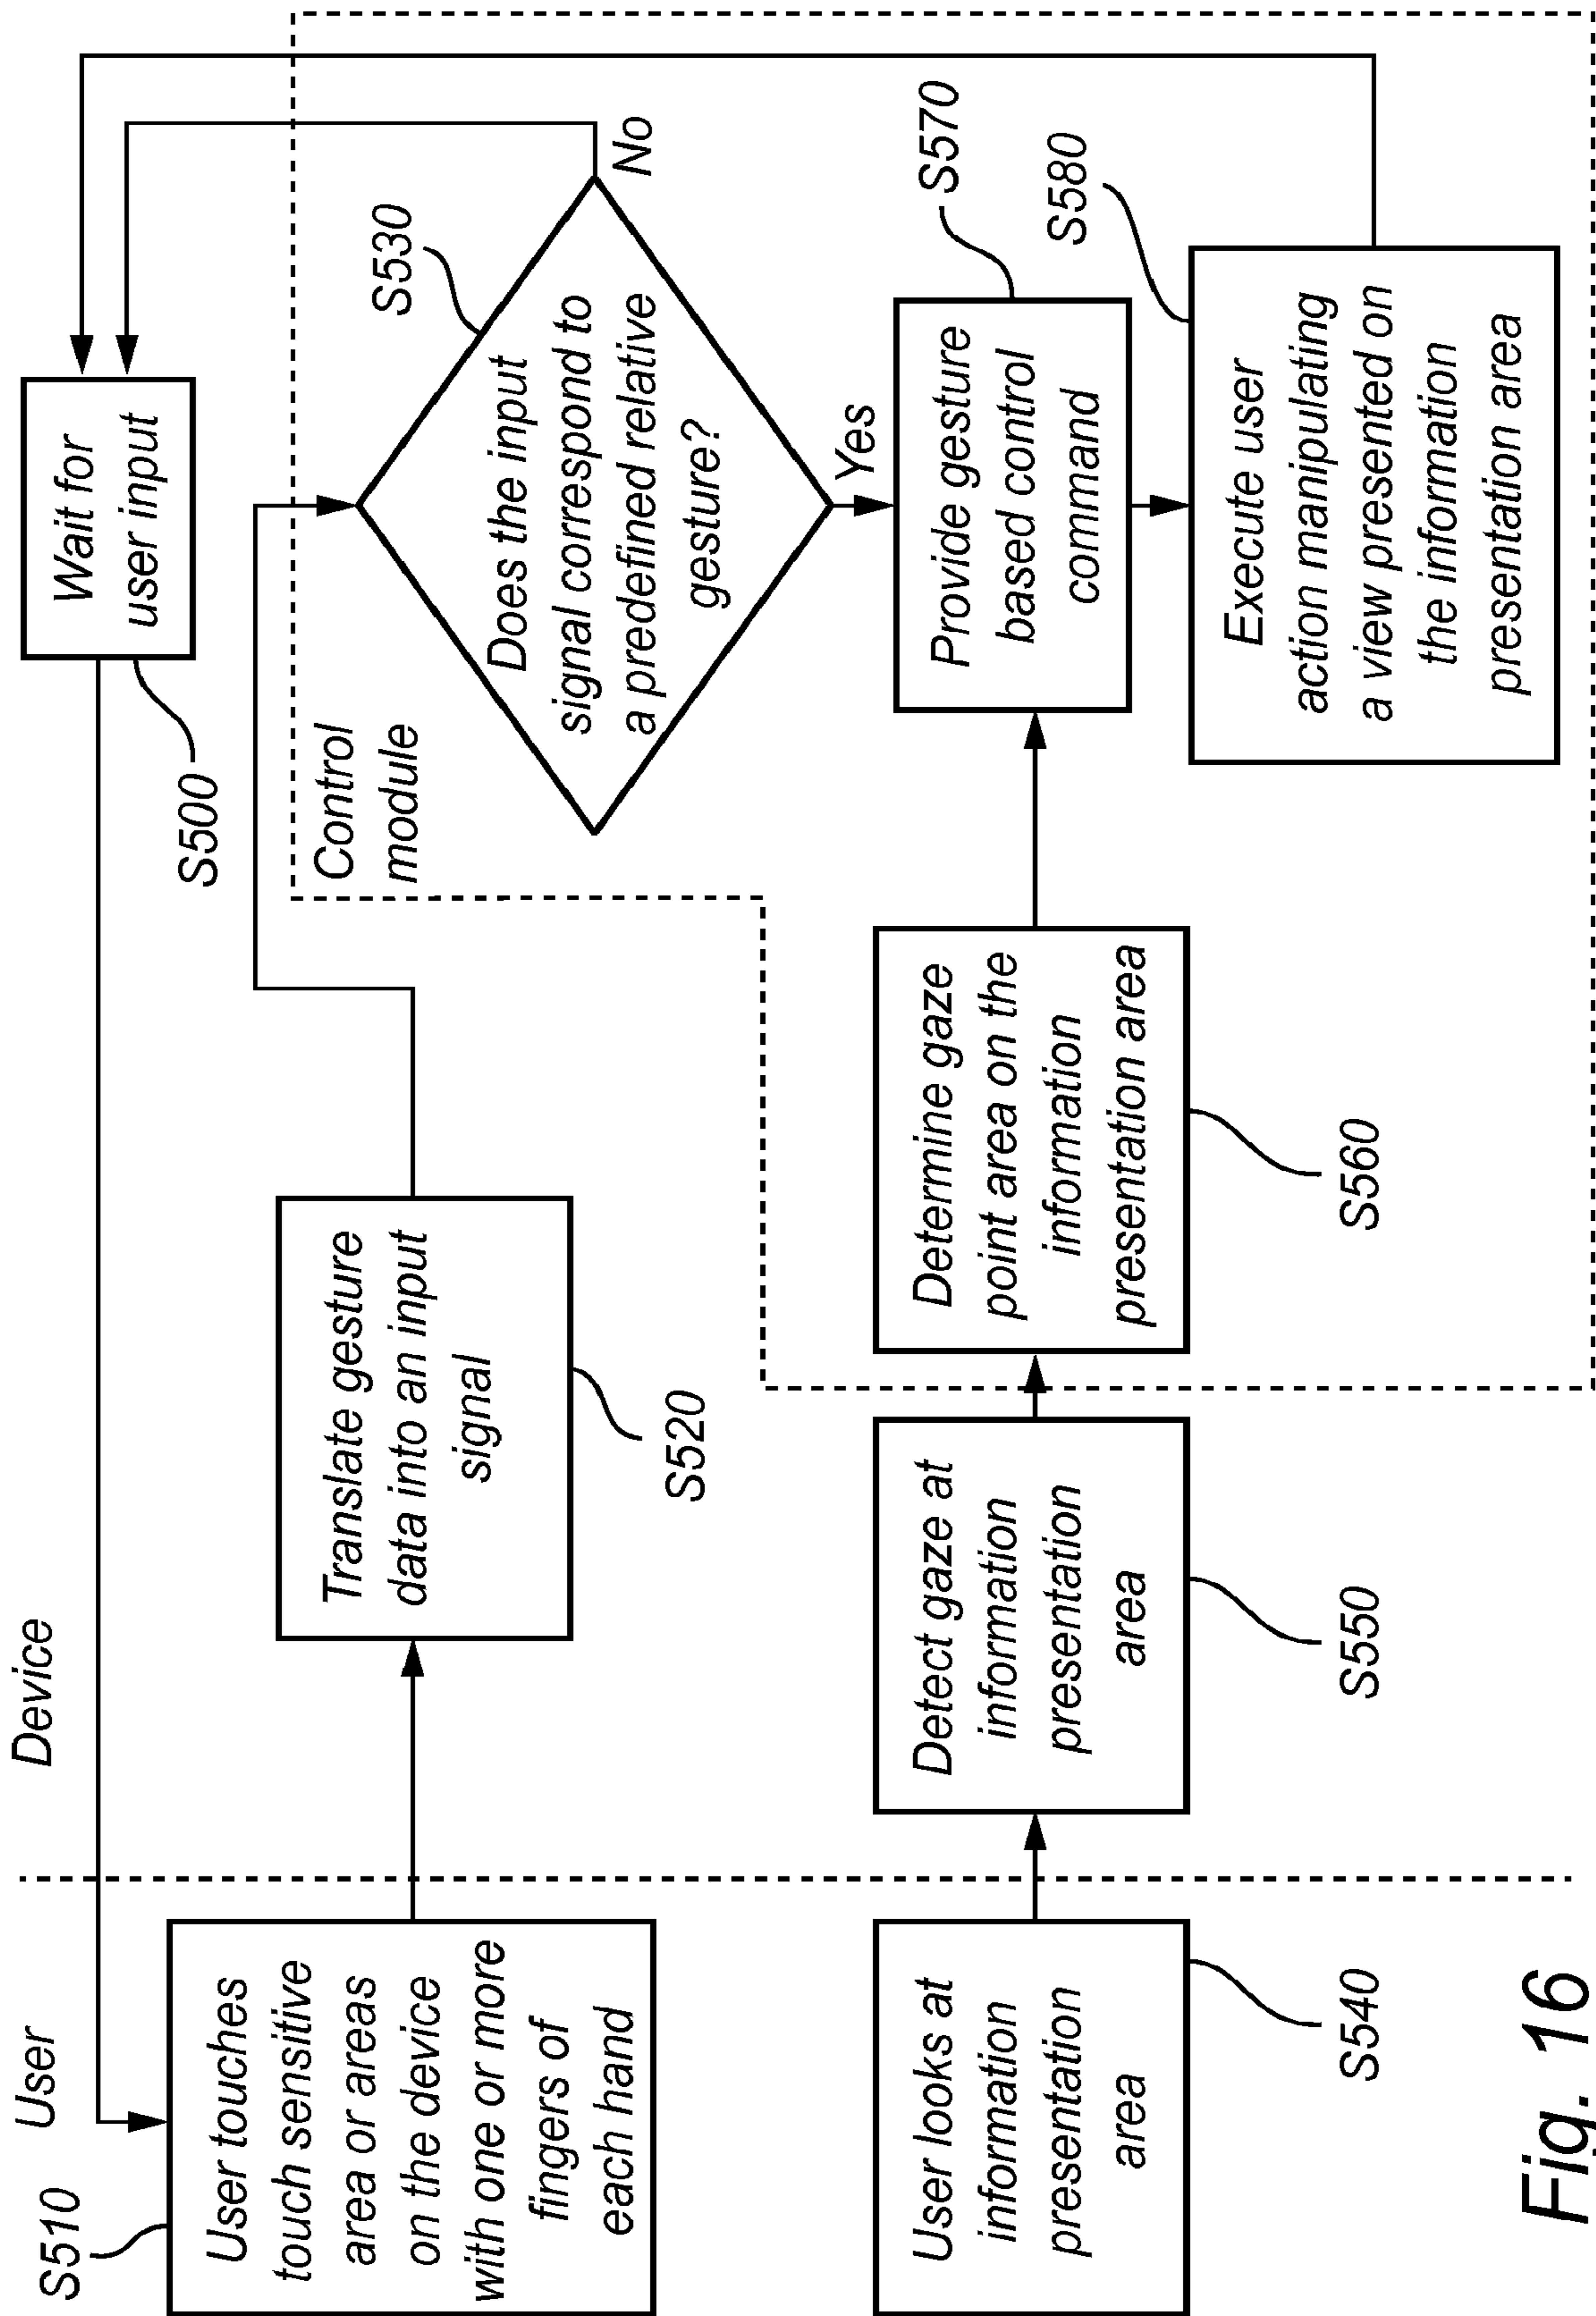 User
Device
S510
User touches
touch sensitive
area or areas
on the device
with one or more
fingers of
each hand
Translate gesture
data into an input
signal
S520
S500
Wait for
user input
Control
module
S530
Does the input
signal correspond to
a predefined relative
gesture?
No
Yes
User looks at
information
presentation
area
S540
Detect gaze at
information
presentation
area
S550
Determine gaze
point area on the
information
presentation area
S560
Provide gesture
based control
command
S570
S580
Execute user
action manipulating
a view presented on
the information
presentation area
Fig. 16